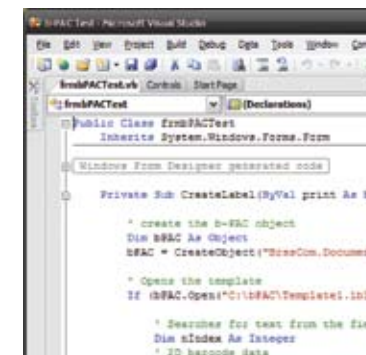 b-PAC Test - Microsoft Visual Studio
File Edit View Project Build Debug Data Tools Window
frmbPACTest.vb Controls Start Page
frmbPACTest (Declarations)
Public Class frmbPACTest
Inherits System.Windows.Forms.Form
Windows Form Designer generated code
Private Sub CreateLabel(ByVal print As
' create the b-PAC object
Dim bPAC As Object
bPAC = CreateObject("BrssCom.Docume
' Opens the template
If (bPAC.Open("C:\bPAC\Template1.lb
' Searches for text from the fie
Dim nIndex As Integer
' 2D barcode data